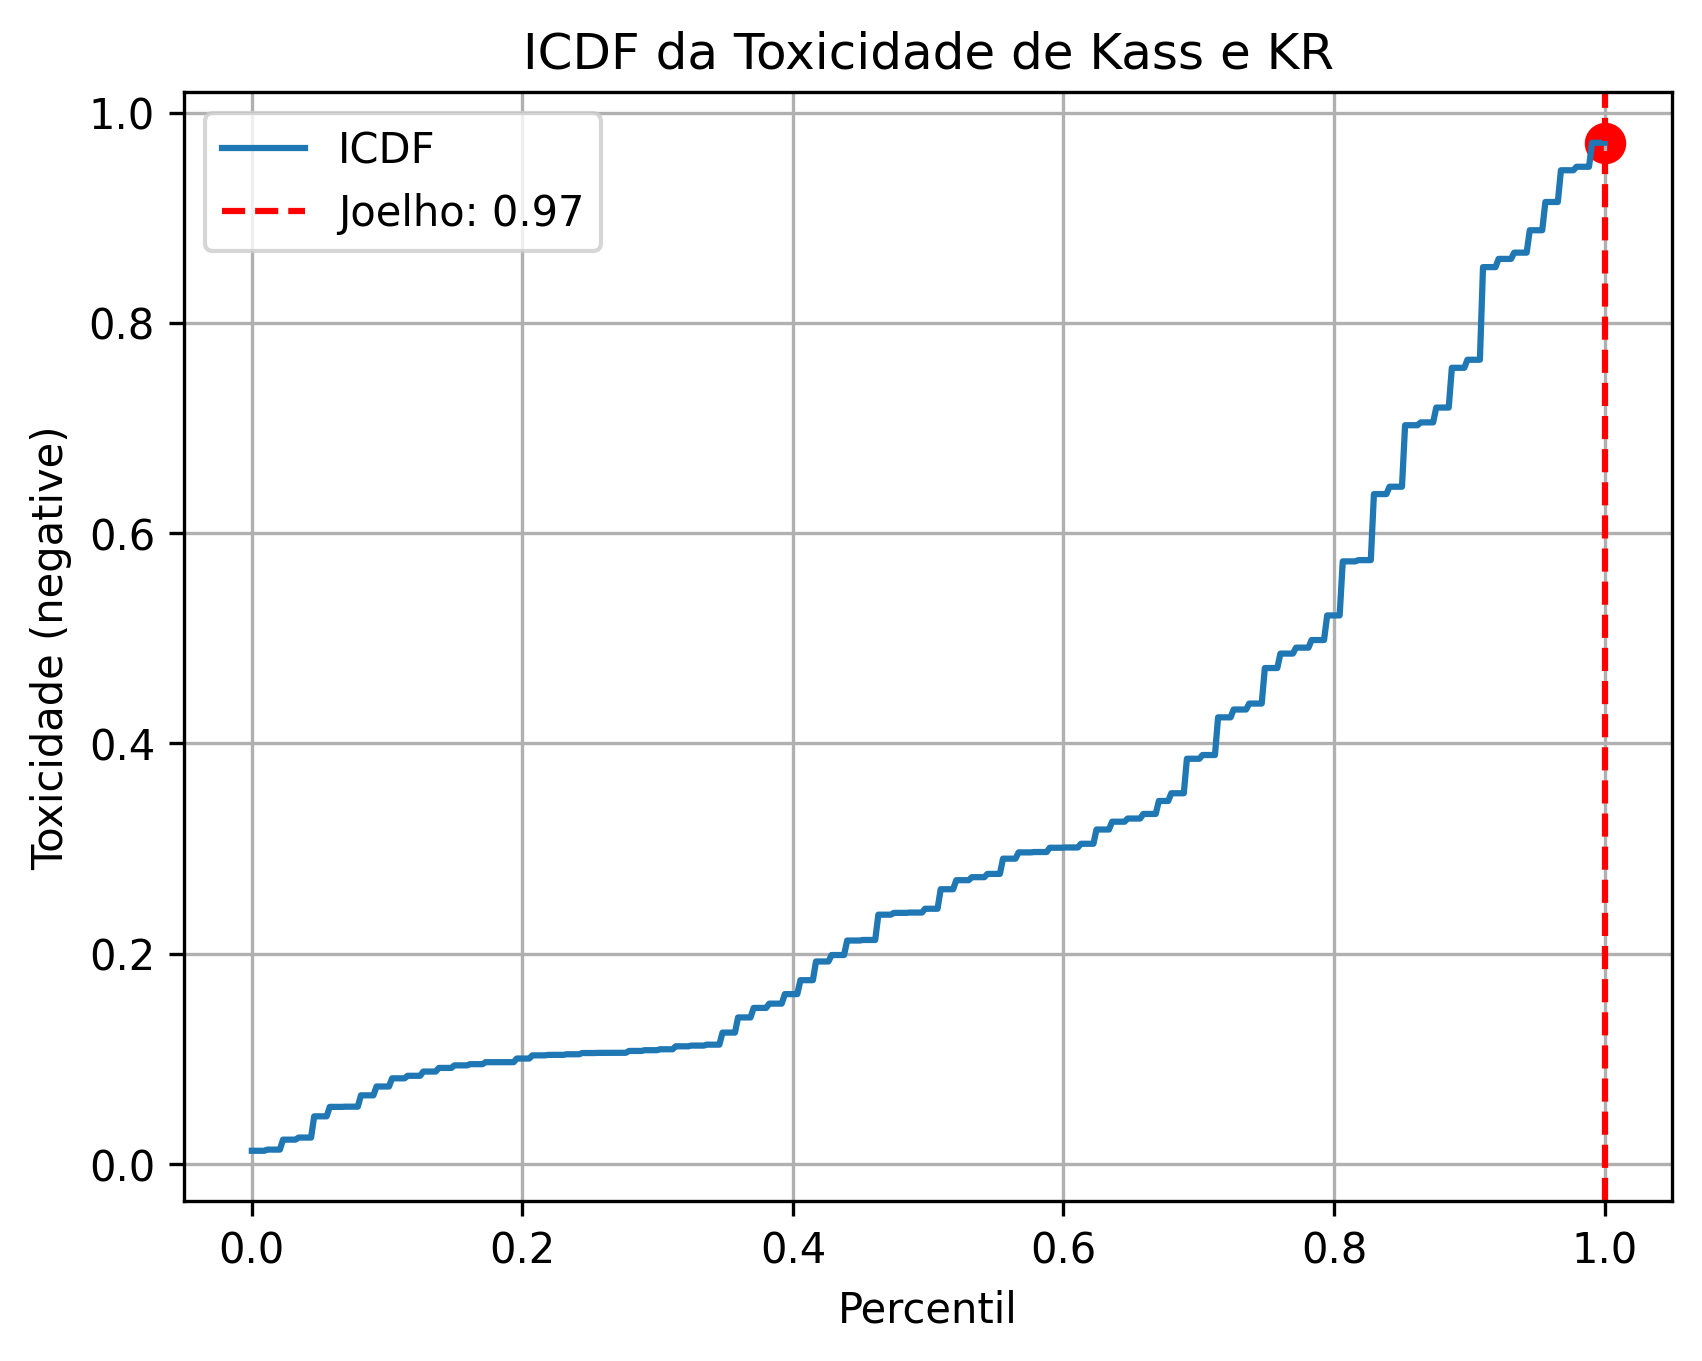 ICDF da Toxicidade de Kass e KR
ICDF
Joelho: 0.97
Toxicidade (negative)
1.0
0.8
0.6
0.4
0.2
0.0
0.0 0.2 0.4 0.6 0.8 1.0
Percentil